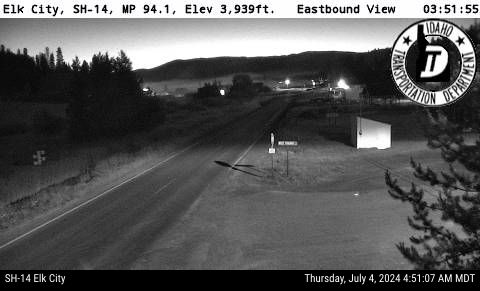 Elk City, SH-14, MP 94.1, Elev 3,939ft. Eastbound View 03:51:55
IDAHO
TRANSPORTATION DEPARTMENT
SH-14 Elk City Thursday, July 4, 2024 4:51:07 AM MDT